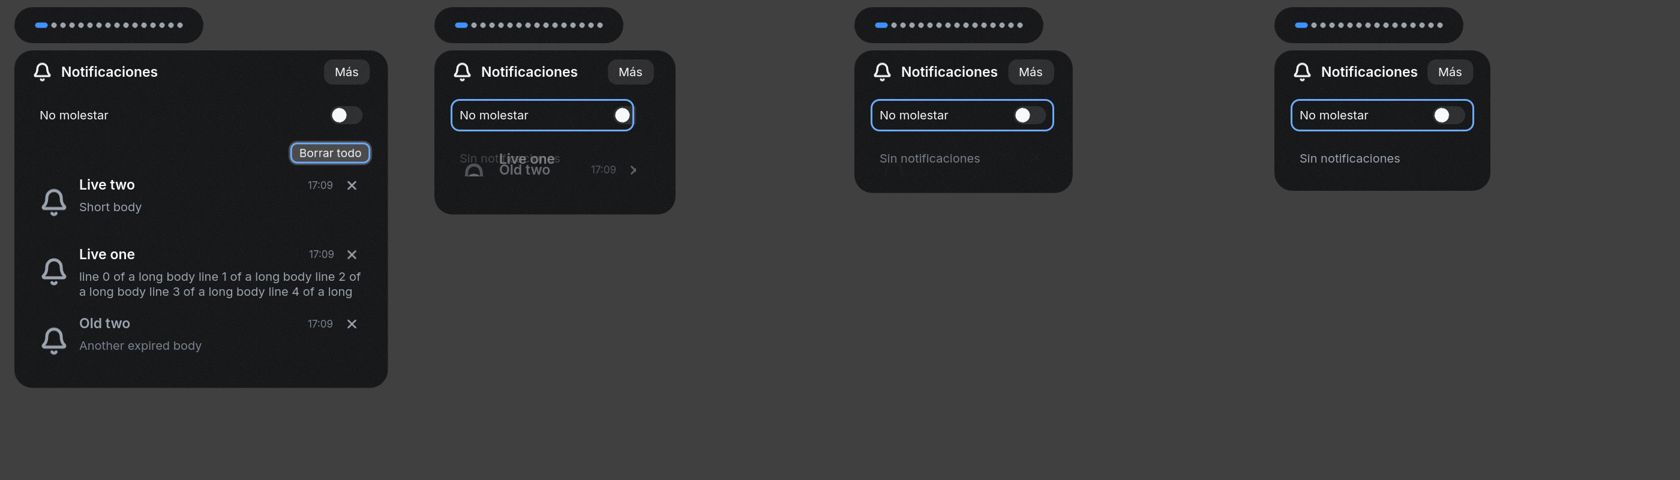 Notificaciones Más
No molestar
Borrar todo
Live two 17:09
Short body
Live one 17:09
line 0 of a long body line 1 of a long body line 2 of
a long body line 3 of a long body line 4 of a long
Old two 17:09
Another expired body
Notificaciones Más
No molestar
Sin notificaciones
Live one
Old two 17:09
Notificaciones Más
No molestar
Sin notificaciones
Notificaciones Más
No molestar
Sin notificaciones